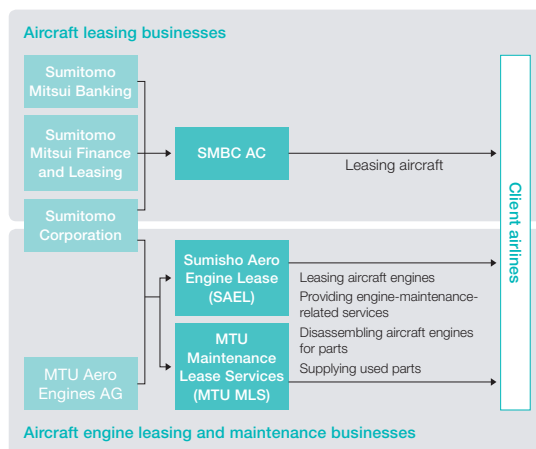 Aircraft leasing businesses
Sumitomo
Mitsui Banking
Sumitomo
Mitsui Finance
and Leasing
SMBC AC
Leasing aircraft
Sumitomo
Corporation
Client airlines
Sumisho Aero
Engine Lease
(SAEL)
Leasing aircraft engines
Providing engine-maintenance-
related services
Disassembling aircraft engines
for parts
Supplying used parts
MTU
Maintenance
Lease Services
(MTU MLS)
MTU Aero
Engines AG
Aircraft engine leasing and maintenance businesses